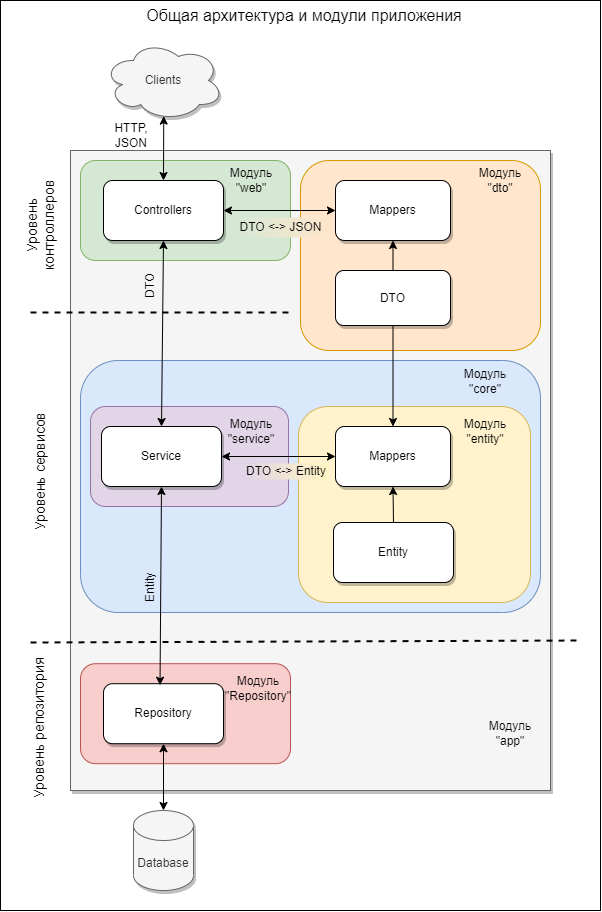 Общая архитектура и модули приложения
Clients
HTTP,
JSON
Уровень
контроллеров
Модуль
"web"
Controllers
DTO <-> JSON
Модуль
"dto"
Mappers
DTO
DTO
Уровень сервисов
Модуль
"core"
Модуль
"service"
Service
DTO <-> Entity
Модуль
"entity"
Mappers
Entity
Entity
Уровень репозитория
Модуль
"Repository"
Repository
Модуль
"app"
Database